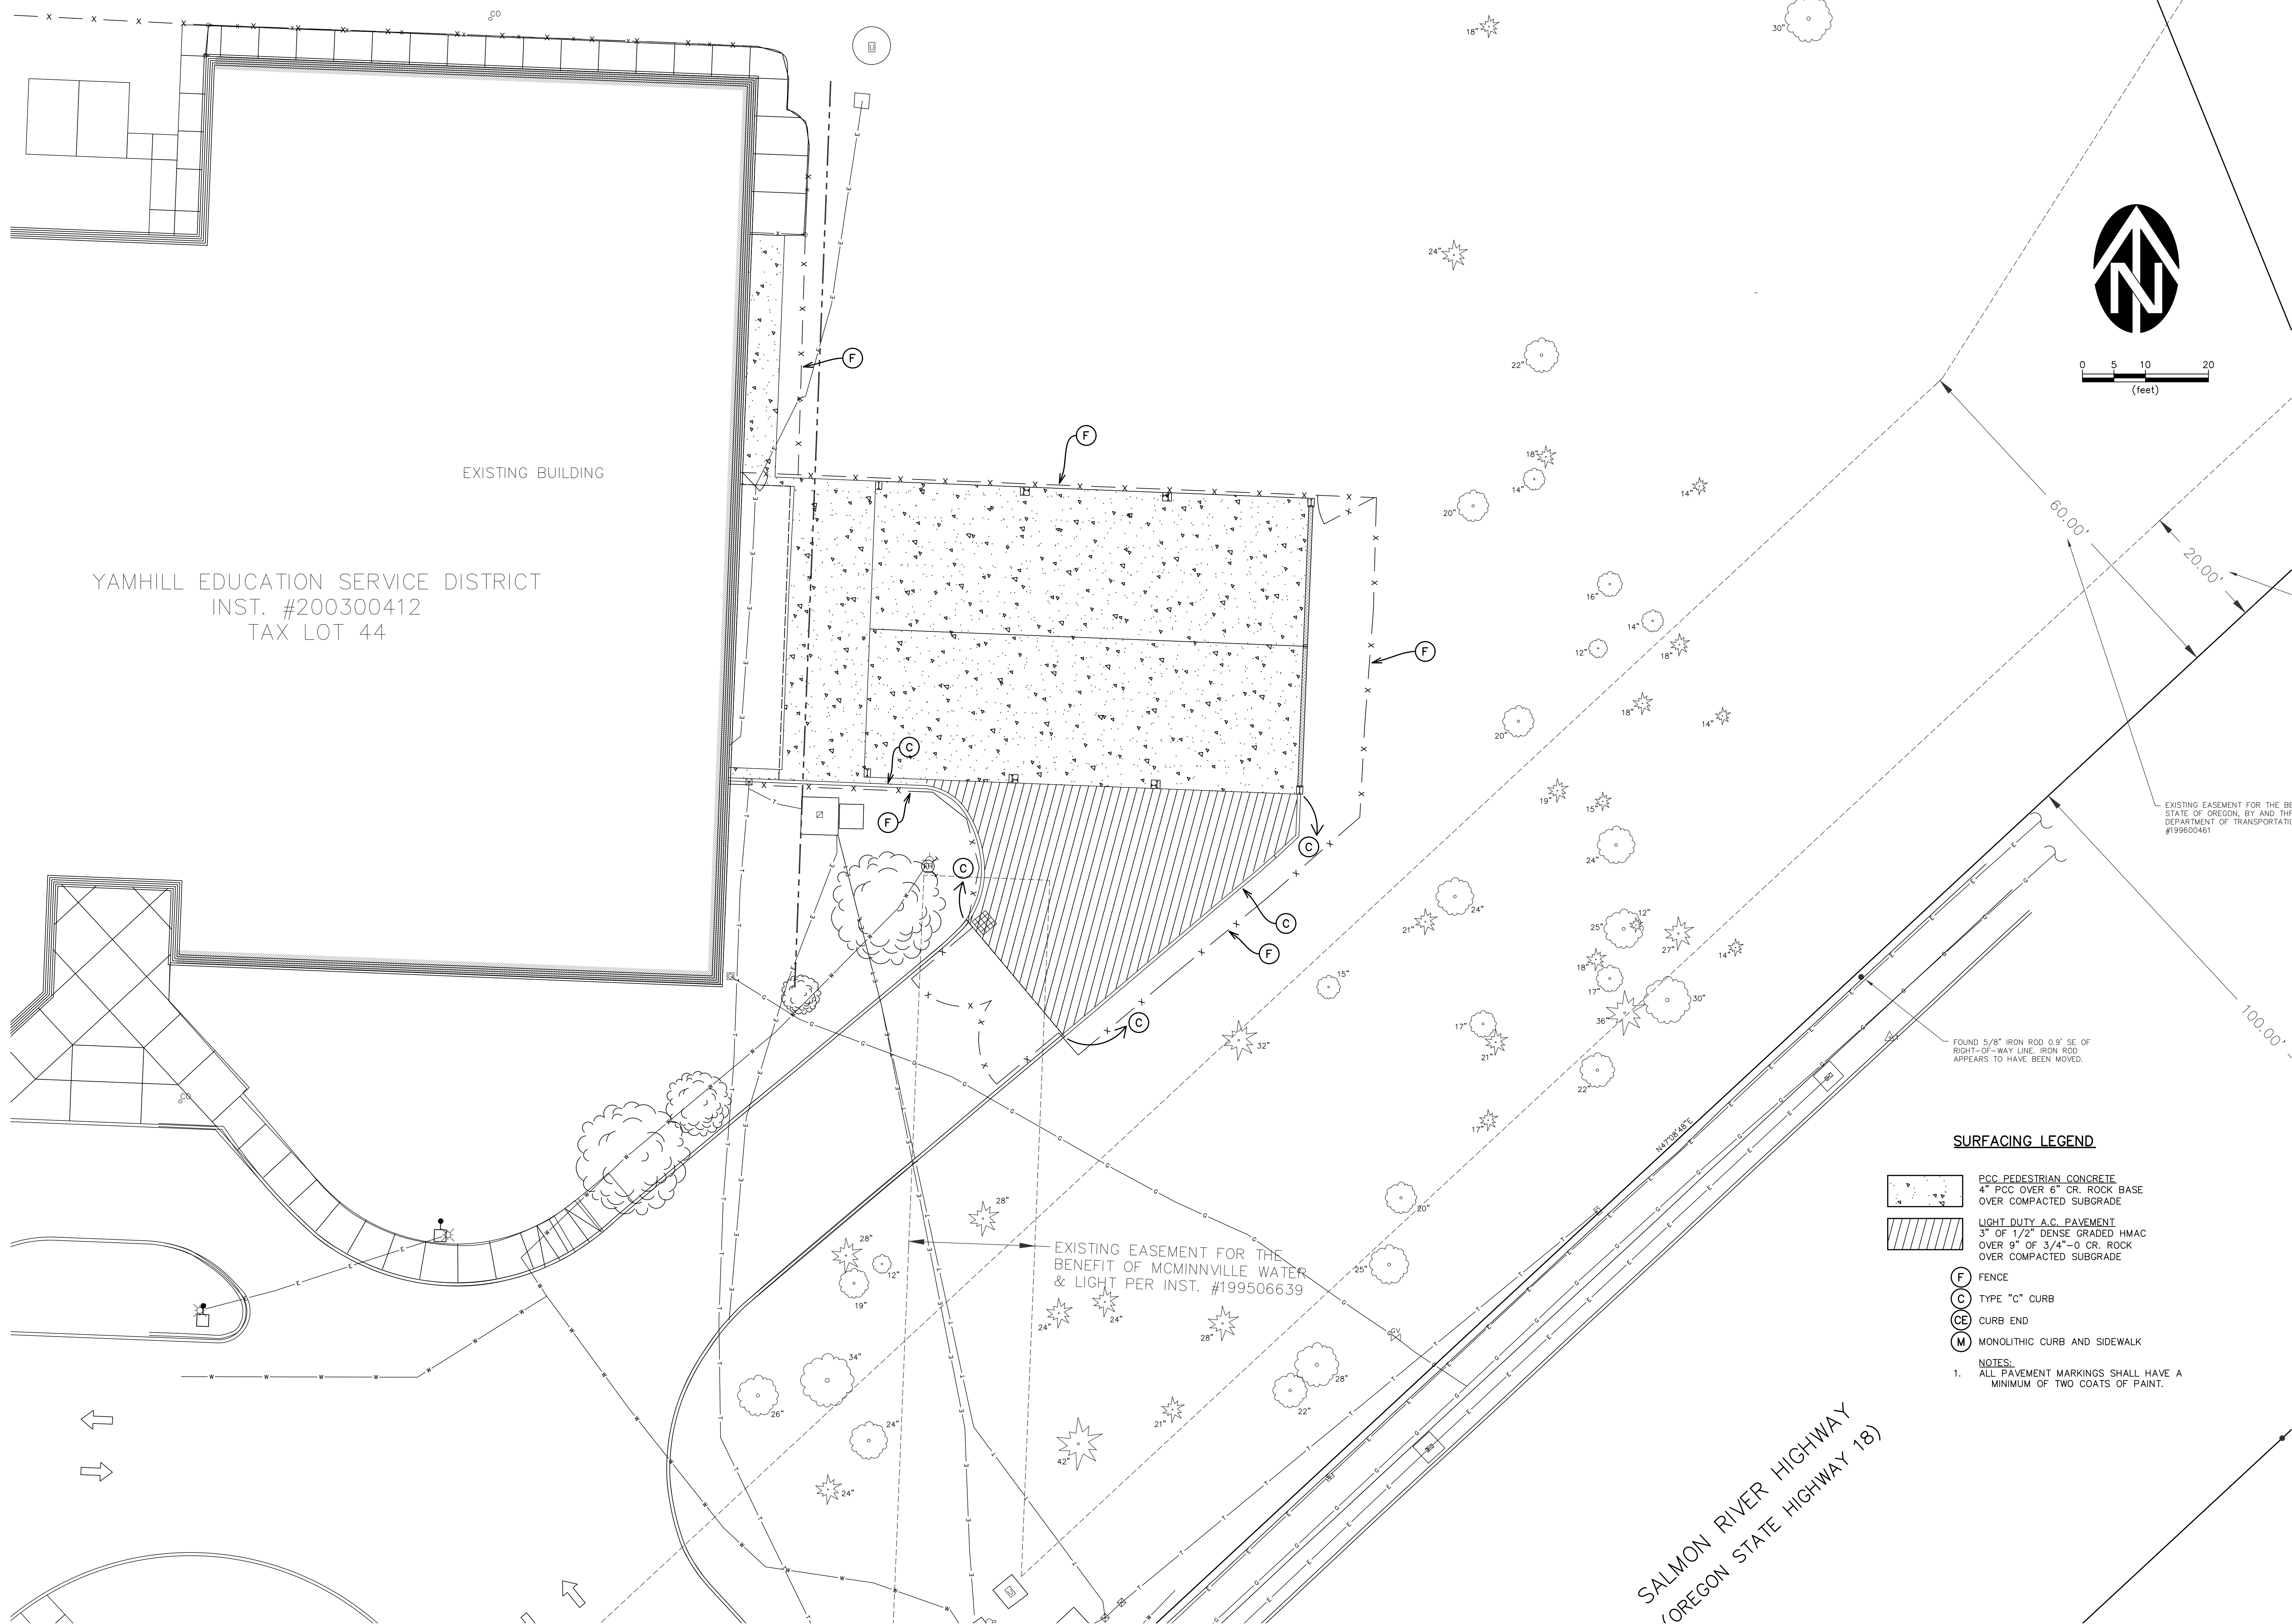 CO
U
18"
30"
N
0 5 10 20
(feet)
24"
22"
F
F
EXISTING BUILDING
18"
14"
20"
14"
60.00'
20.00'
YAMHILL EDUCATION SERVICE DISTRICT
INST. #200300412
TAX LOT 44
16"
14"
12"
18"
F
18"
14"
20"
C
F
19"
15"
EXISTING EASEMENT FOR THE BE
STATE OF OREGON, BY AND THR
DEPARTMENT OF TRANSPORTATIO
#199600461
C
24"
C
24"
21"
C
25"
12"
27"
14"
F
18"
17"
15"
30"
36"
C
17"
21"
32"
22"
100.00'
FOUND 5/8" IRON ROD 0.9' SE OF
RIGHT-OF-WAY LINE. IRON ROD
APPEARS TO HAVE BEEN MOVED.
CO
17"
N47°08'48"E
SURFACING LEGEND
PCC PEDESTRIAN CONCRETE
4" PCC OVER 6" CR. ROCK BASE
OVER COMPACTED SUBGRADE
LIGHT DUTY A.C. PAVEMENT
3" OF 1/2" DENSE GRADED HMAC
OVER 9" OF 3/4"-0 CR. ROCK
OVER COMPACTED SUBGRADE
F FENCE
C TYPE "C" CURB
CE CURB END
M MONOLITHIC CURB AND SIDEWALK
NOTES:
1. ALL PAVEMENT MARKINGS SHALL HAVE A
MINIMUM OF TWO COATS OF PAINT.
20"
28"
28"
12"
19"
EXISTING EASEMENT FOR THE
BENEFIT OF MCMINNVILLE WATER
& LIGHT PER INST. #199506639
25"
24"
24"
28"
GV
34"
26"
28"
22"
24"
21"
42"
24"
U
SALMON RIVER HIGHWAY
(OREGON STATE HIGHWAY 18)